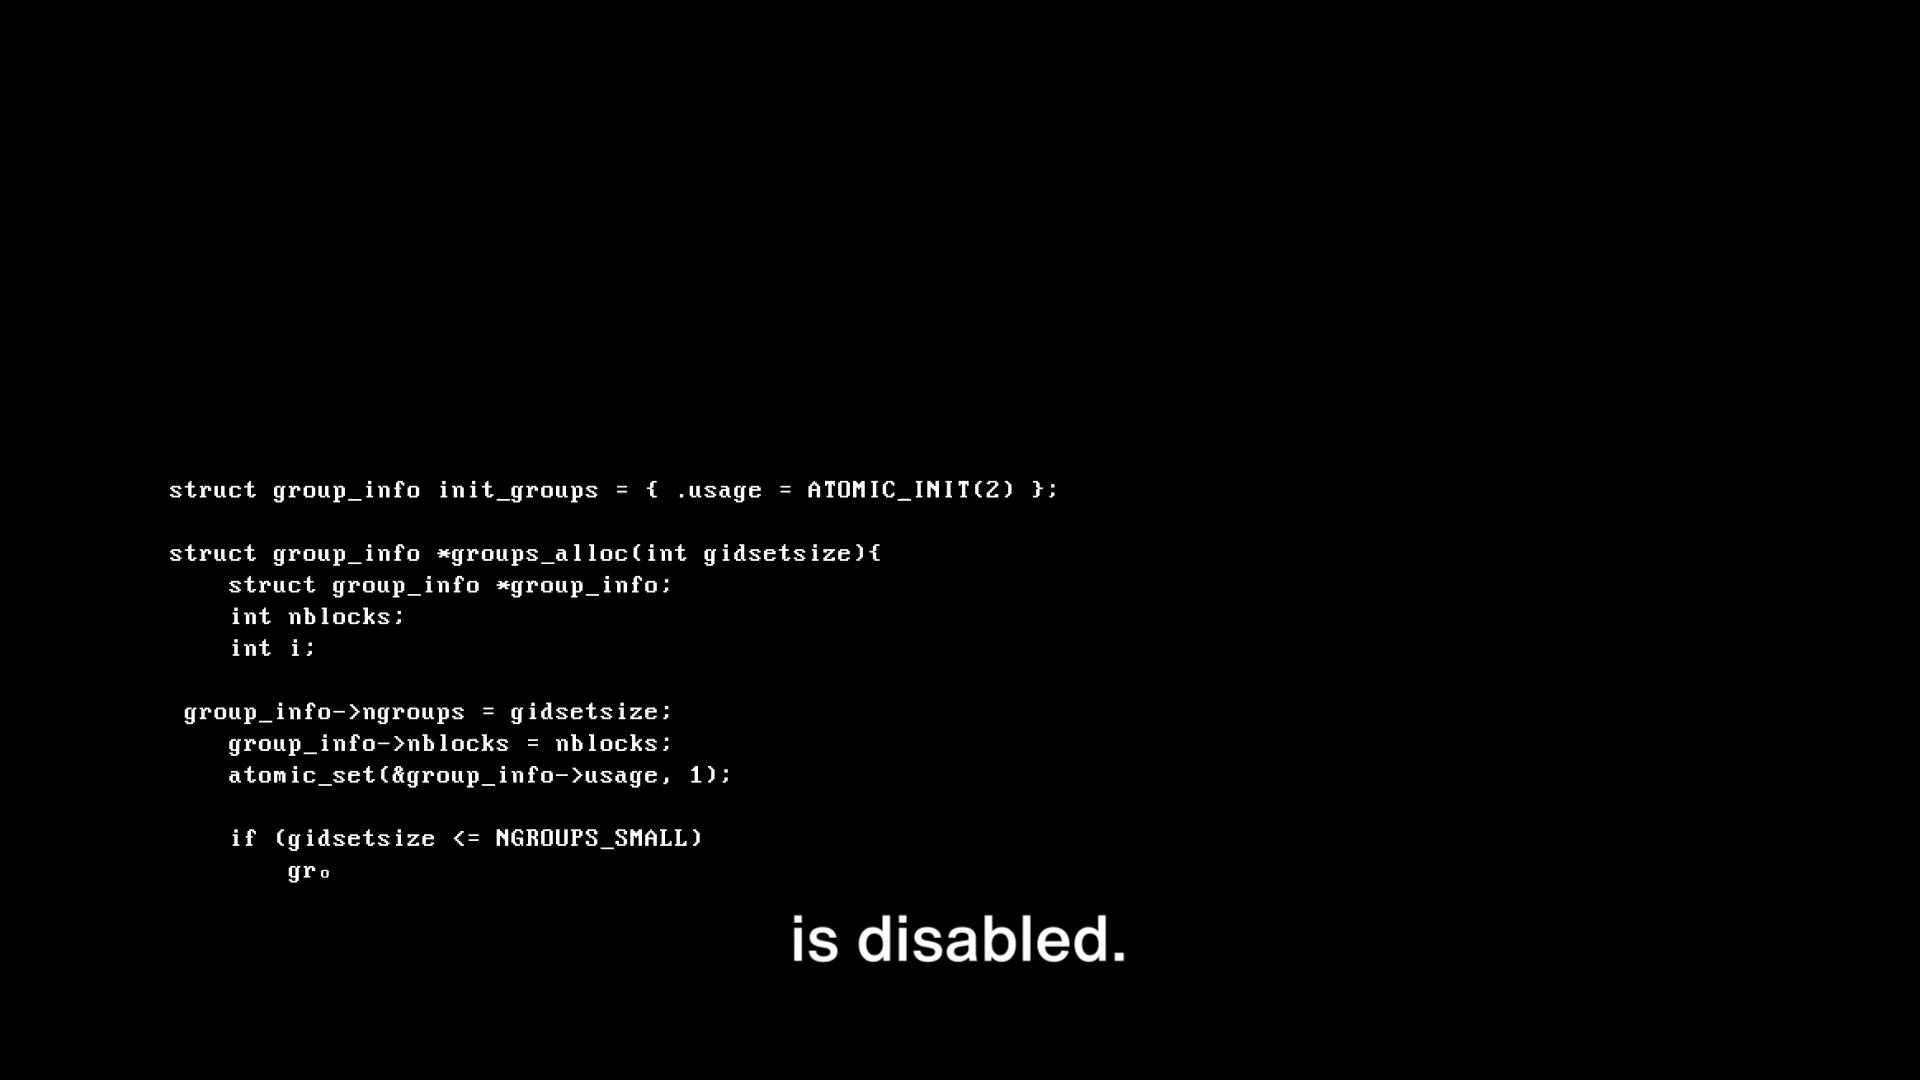 struct group_info init_groups = { .usage = ATOMIC_INIT(2) };
struct group_info *groups_alloc(int gidsetsize){
struct group_info *group_info;
int nblocks;
int i;
group_info->ngroups = gidsetsize;
group_info->nblocks = nblocks;
atomic_set(&group_info->usage, 1);
if (gidsetsize <= NGROUPS_SMALL)
gro
is disabled.